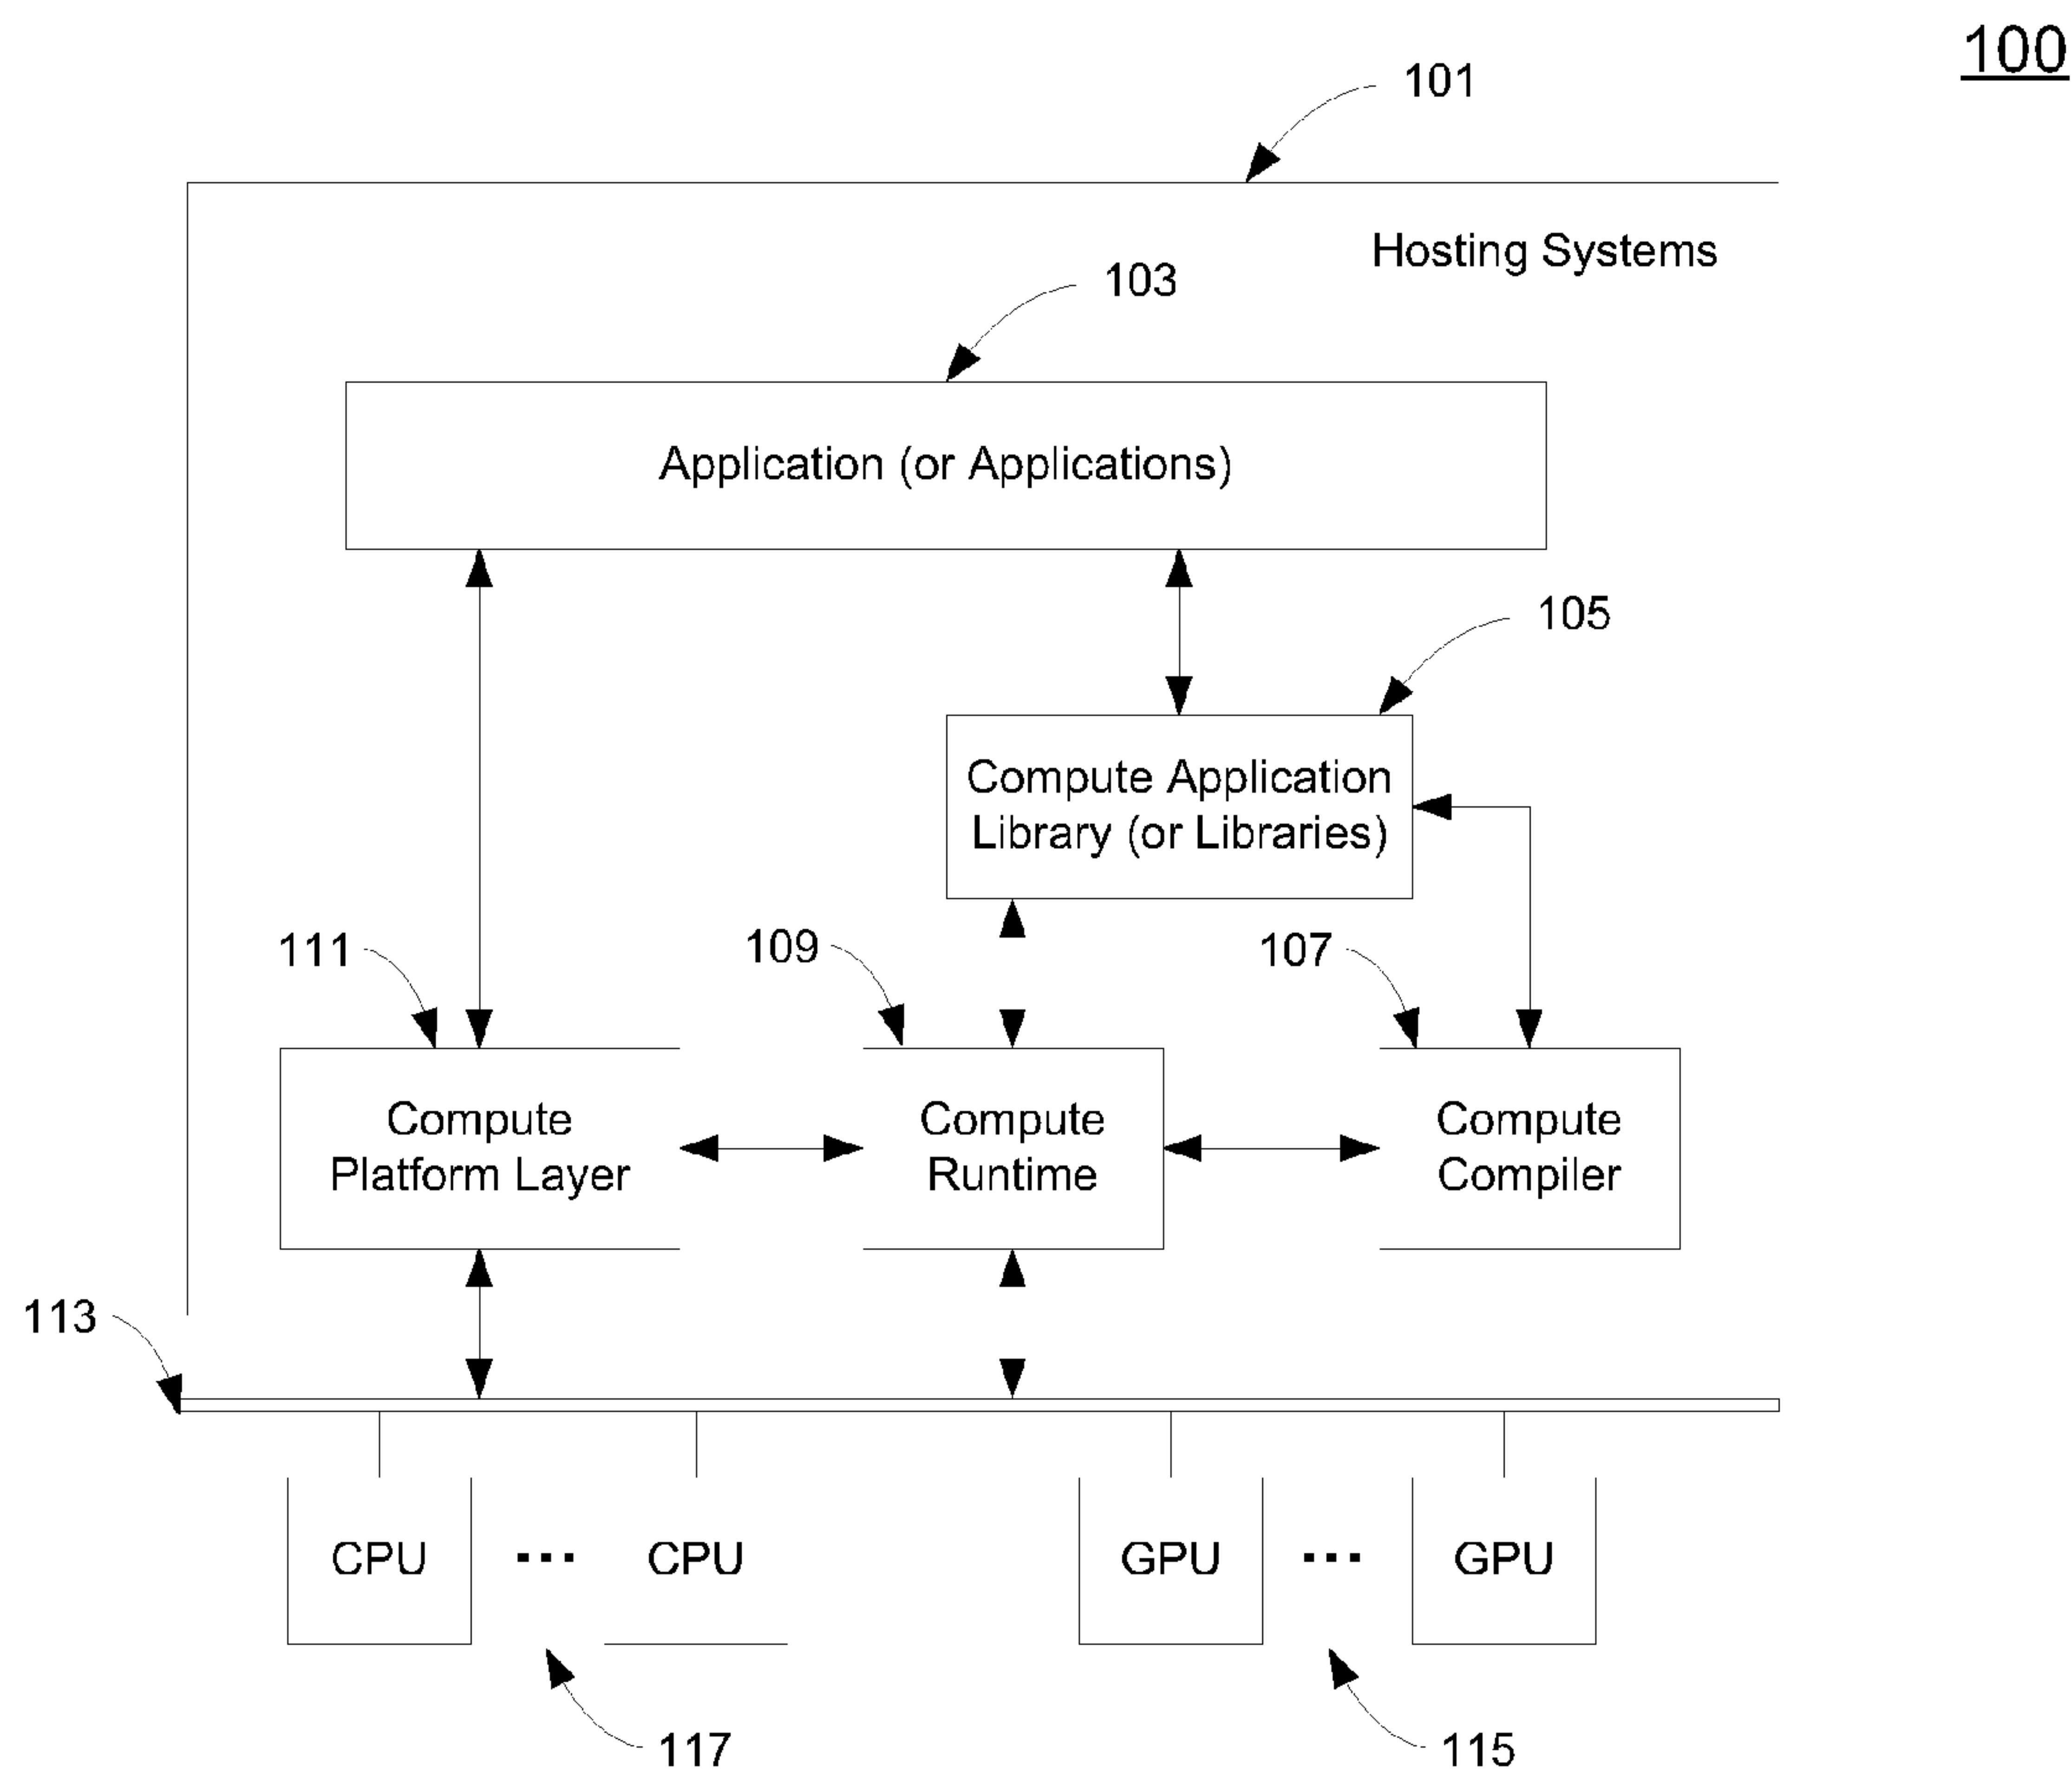 100
101
Hosting Systems
103
Application (or Applications)
105
Compute Application
Library (or Libraries)
111
109
107
Compute
Platform Layer
Compute
Runtime
Compute
Compiler
113
CPU
...
CPU
GPU
...
GPU
117
115